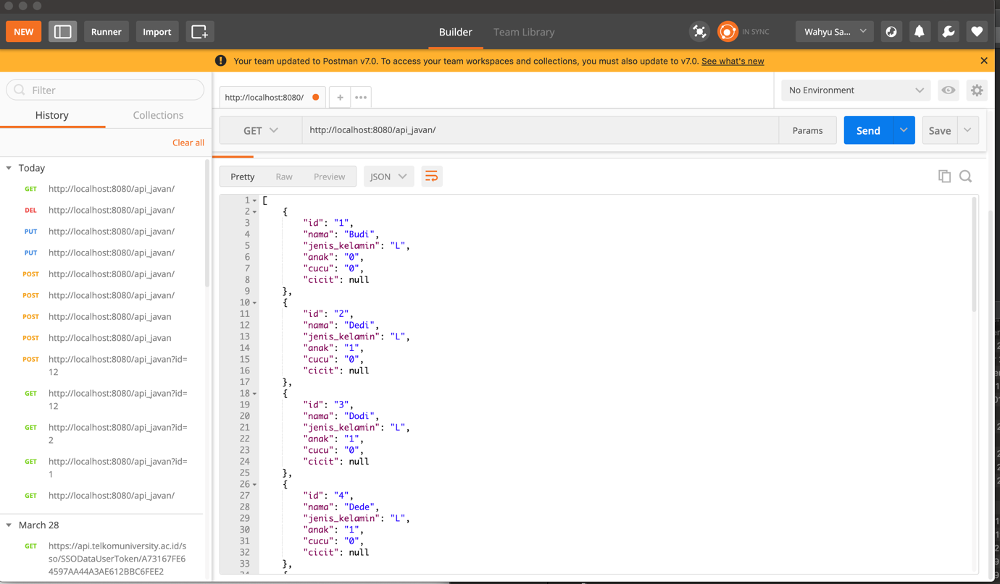 NEW Runner Import Builder Team Library IN SYNC Wahyu Sa...
Your team updated to Postman v7.0. To access your team workspaces and collections, you must also update to v7.0. See what's new
Filter
History Collections
Clear all
Today
GET http://localhost:8080/api_javan/
DEL http://localhost:8080/api_javan/
PUT http://localhost:8080/api_javan/
PUT http://localhost:8080/api_javan/
POST http://localhost:8080/api_javan/
POST http://localhost:8080/api_javan/
POST http://localhost:8080/api_javan
POST http://localhost:8080/api_javan
POST http://localhost:8080/api_javan?id=
12
GET http://localhost:8080/api_javan?id=
12
GET http://localhost:8080/api_javan?id=
2
GET http://localhost:8080/api_javan?id=
1
GET http://localhost:8080/api_javan/
March 28
GET https://api.telkomuniversity.ac.id/s
so/SSODataUserToken/A73167FE6
4597AA44A3AE612BBC6FEE2
http://localhost:8080/ + ••• No Environment
GET http://localhost:8080/api_javan/ Params Send Save
Pretty Raw Preview JSON
1 [
2 {
3 "id": "1",
4 "nama": "Budi",
5 "jenis_kelamin": "L",
6 "anak": "0",
7 "cucu": "0",
8 "cicit": null
9 },
10 {
11 "id": "2",
12 "nama": "Dedi",
13 "jenis_kelamin": "L",
14 "anak": "1",
15 "cucu": "0",
16 "cicit": null
17 },
18 {
19 "id": "3",
20 "nama": "Dodi",
21 "jenis_kelamin": "L",
22 "anak": "1",
23 "cucu": "0",
24 "cicit": null
25 },
26 {
27 "id": "4",
28 "nama": "Dede",
29 "jenis_kelamin": "L",
30 "anak": "1",
31 "cucu": "0",
32 "cicit": null
33 },